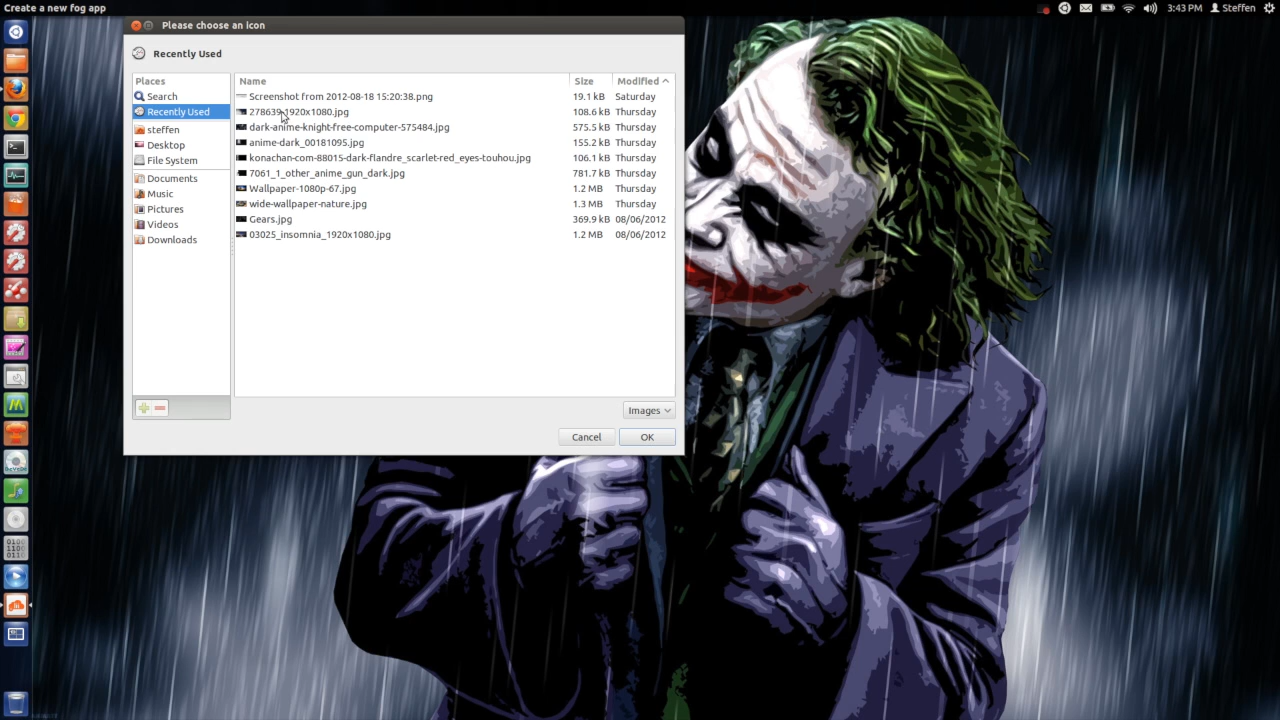 Create a new fog app
3:43 PM Steffen
Please choose an icon
Recently Used
Places
Search
Recently Used
steffen
Desktop
File System
Documents
Music
Pictures
Videos
Downloads
Name Size Modified
Screenshot from 2012-08-18 15:20:38.png 19.1 kB Saturday
278639-1920x1080.jpg 108.6 kB Thursday
dark-anime-knight-free-computer-575484.jpg 575.5 kB Thursday
anime-dark_00181095.jpg 155.2 kB Thursday
konachan-com-88015-dark-flandre_scarlet-red_eyes-touhou.jpg 106.1 kB Thursday
7061_1_other_anime_gun_dark.jpg 781.7 kB Thursday
Wallpaper-1080p-67.jpg 1.2 MB Thursday
wide-wallpaper-nature.jpg 1.3 MB Thursday
Gears.jpg 369.9 kB 08/06/2012
03025_insomnia_1920x1080.jpg 1.2 MB 08/06/2012
Images
Cancel OK
0100
1100
0110